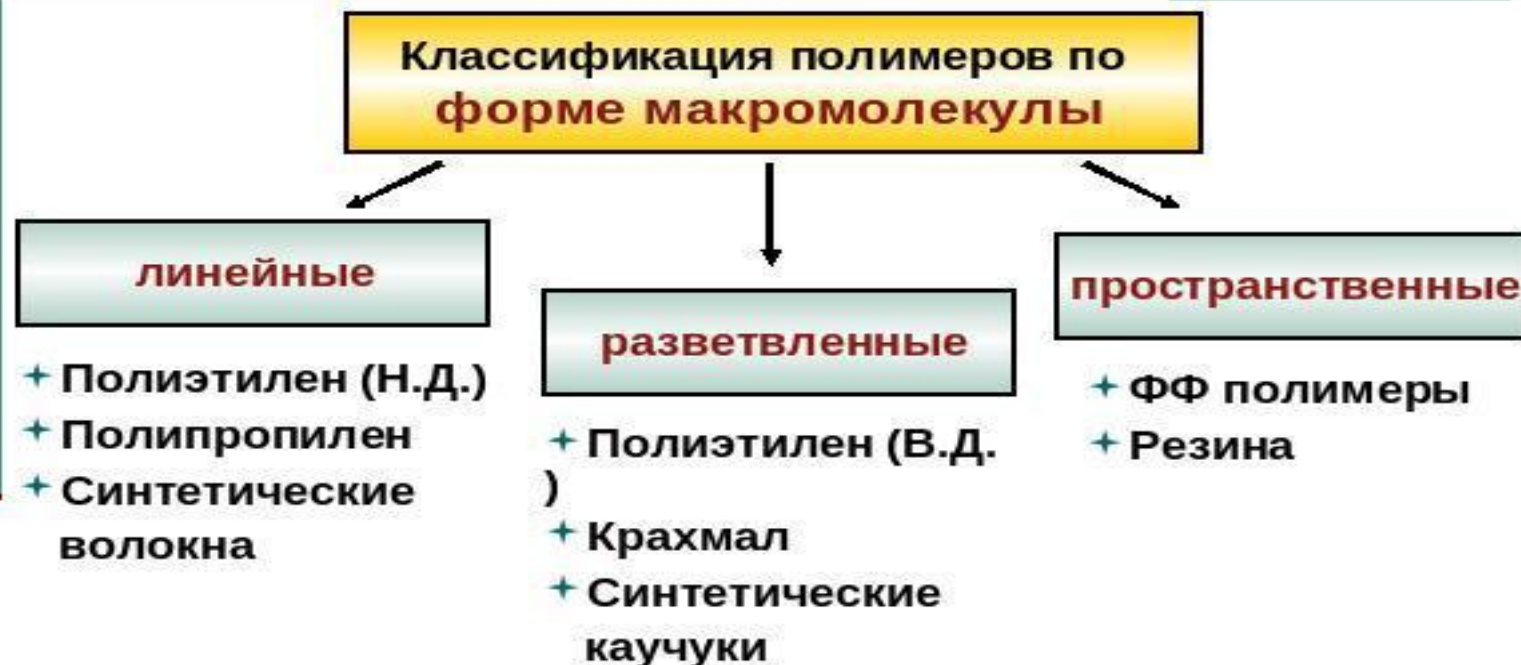 Классификация полимеров по
форме макромолекулы
линейные
Полиэтилен (Н.Д.)
Полипропилен
Синтетические
волокна
разветвленные
Полиэтилен (В.Д.
)
Крахмал
Синтетические
каучуки
пространственные
ФФ полимеры
Резина